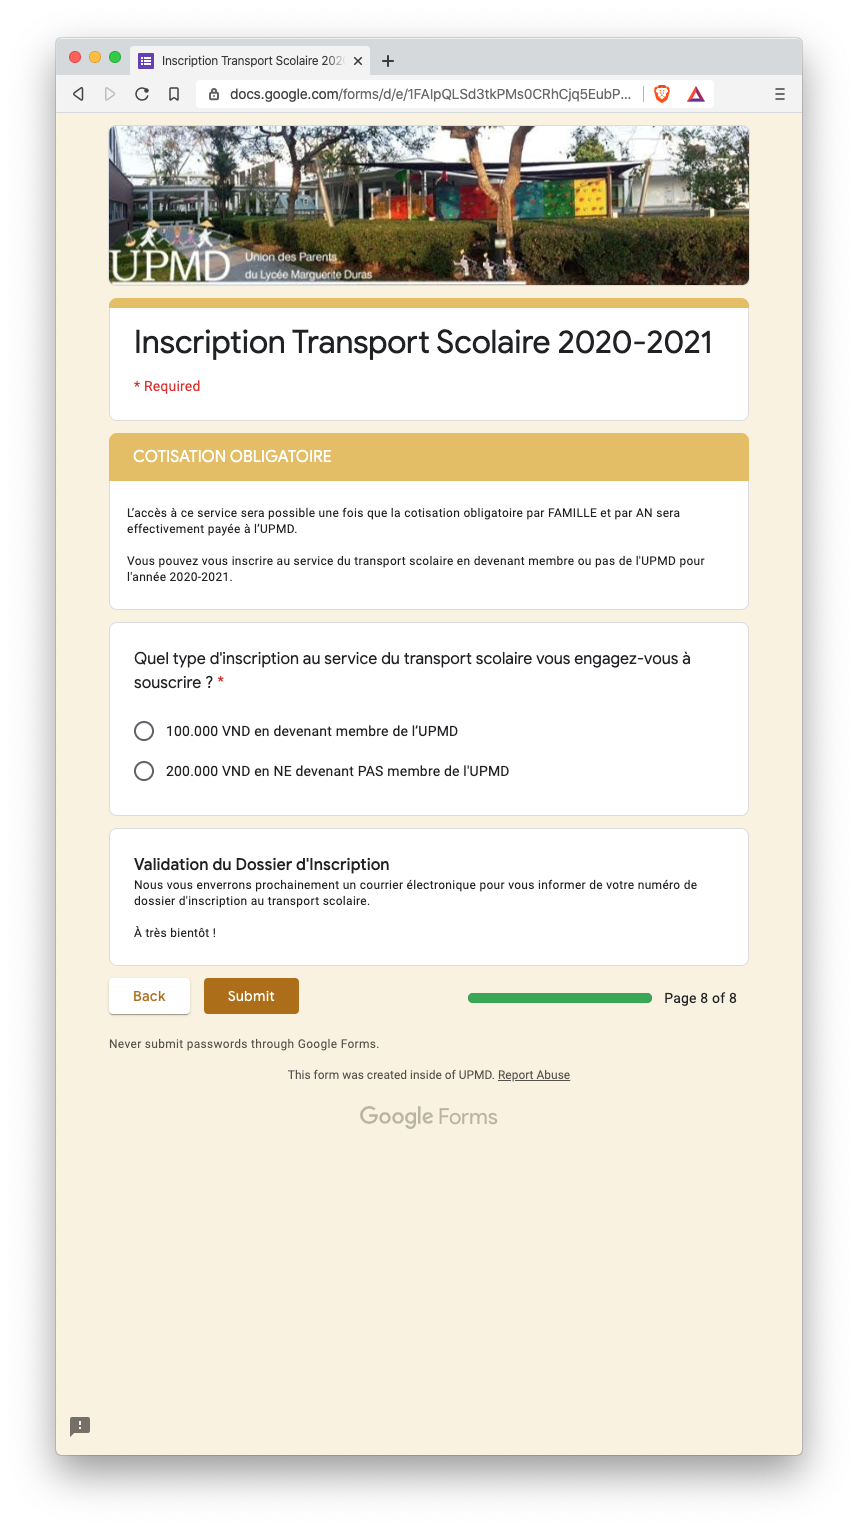 Inscription Transport Scolaire 202
docs.google.com/forms/d/e/1FAIpQLSd3tkPMs0CRhCjq5EubP...
UPMD
Union des Parents
du Lycée Marguerite Duras
Inscription Transport Scolaire 2020-2021
* Required
COTISATION OBLIGATOIRE
L’accès à ce service sera possible une fois que la cotisation obligatoire par FAMILLE et par AN sera
effectivement payée à l’UPMD.
Vous pouvez vous inscrire au service du transport scolaire en devenant membre ou pas de l'UPMD pour
l'année 2020-2021.
Quel type d'inscription au service du transport scolaire vous engagez-vous à
souscrire ? *
100.000 VND en devenant membre de l’UPMD
200.000 VND en NE devenant PAS membre de l'UPMD
Validation du Dossier d'Inscription
Nous vous enverrons prochainement un courrier électronique pour vous informer de votre numéro de
dossier d'inscription au transport scolaire.
À très bientôt !
Back
Submit
Page 8 of 8
Never submit passwords through Google Forms.
This form was created inside of UPMD. Report Abuse
Google Forms